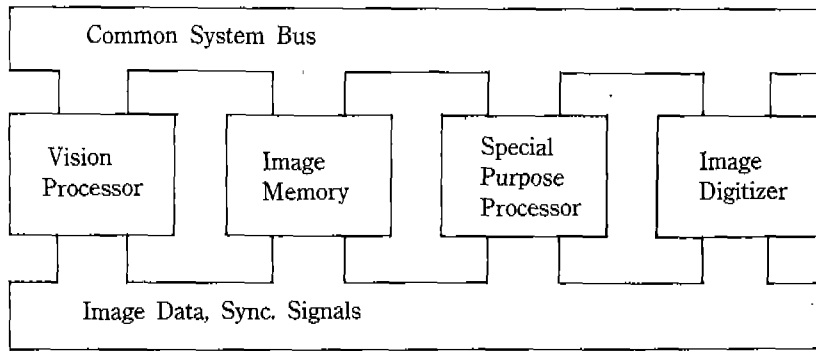 Common System Bus
Vision
Processor
Image
Memory
Special
Purpose
Processor
Image
Digitizer
Image Data, Sync. Signals